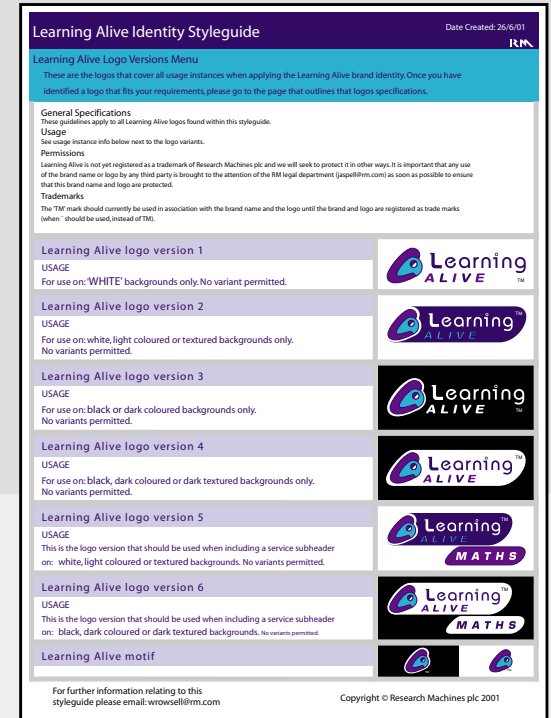 Learning Alive Identity Styleguide
Date Created: 26/6/01
RM
Learning Alive Logo Versions Menu
These are the logos that cover all usage instances when applying the Learning Alive brand identity. Once you have
identified a logo that fits your requirements, please go to the page that outlines that logos specifications.
General Specifications
These guidelines apply to all Learning Alive logos found within this styleguide.
Usage
See usage instance info below next to the logo variants.
Permissions
Learning Alive is not yet registered as a trademark of Research Machines plc and we will seek to protect it in other ways. It is important that any use
of the brand name or logo by any third party is brought to the attention of the RM legal department (jaspell@rm.com) as soon as possible to ensure
that this brand name and logo are protected.
Trademarks
The 'TM' mark should currently be used in association with the brand name and the logo until the brand and logo are registered as trade marks
(when ¨ should be used, instead of TM).
Learning Alive logo version 1
USAGE
For use on: 'WHITE' backgrounds only. No variant permitted.
Learning
ALIVE TM
Learning Alive logo version 2
USAGE
For use on: white, light coloured or textured backgrounds only.
No variants permitted.
Learning TM
ALIVE
Learning Alive logo version 3
USAGE
For use on: black or dark coloured backgrounds only.
No variants permitted.
Learning
ALIVE TM
Learning Alive logo version 4
USAGE
For use on: black, dark coloured or dark textured backgrounds only.
No variants permitted.
Learning TM
ALIVE
Learning Alive logo version 5
USAGE
This is the logo version that should be used when including a service subheader
on: white, light coloured or textured backgrounds. No variants permitted.
Learning TM
ALIVE
MATHS
Learning Alive logo version 6
USAGE
This is the logo version that should be used when including a service subheader
on: black, dark coloured or dark textured backgrounds. No variants permitted.
Learning TM
ALIVE
MATHS
Learning Alive motif
TM
TM
For further information relating to this
styleguide please email: wrowsell@rm.com
Copyright © Research Machines plc 2001